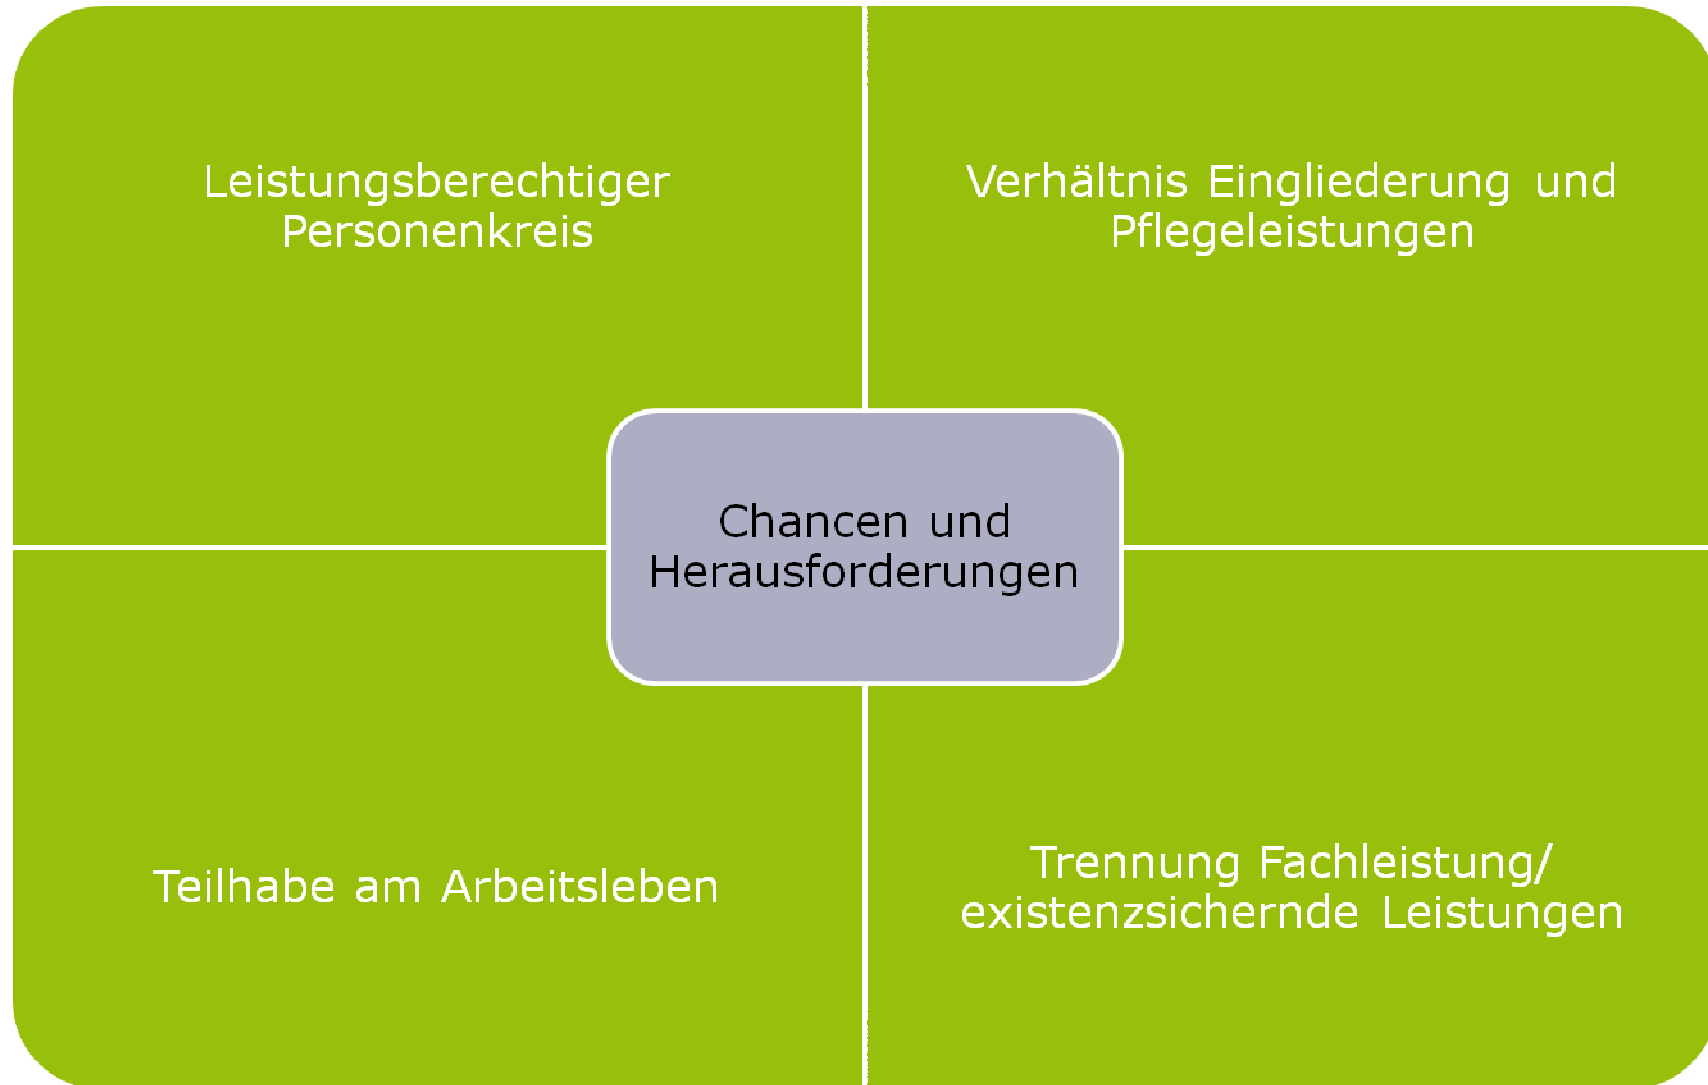 Leistungsberechtiger
Personenkreis
Verhältnis Eingliederung und
Pflegeleistungen
Chancen und
Herausforderungen
Teilhabe am Arbeitsleben
Trennung Fachleistung/
existenzsichernde Leistungen